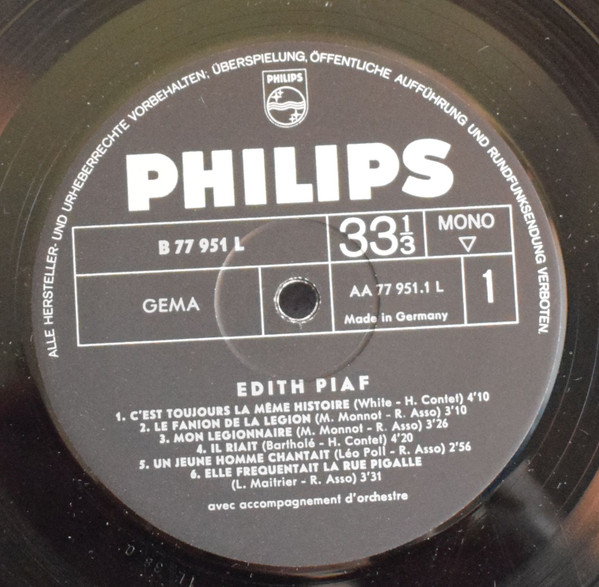 ALLE HERSTELLER- UND URHEBERRECHTE VORBEHALTEN; ÜBERSPIELUNG, ÖFFENTLICHE AUFFÜHRUNG UND RUNDFUNKSENDUNG VERBOTEN.
PHILIPS
PHILIPS
B 77 951 L
33 1/3
MONO
GEMA
AA 77 951.1 L
Made in Germany
1
EDITH PIAF
1. C'EST TOUJOURS LA MÊME HISTOIRE (White - H. Contet) 4'10
2. LE FANION DE LA LEGION (M. Monnot - R. Asso) 3'10
3. MON LEGIONNAIRE (M. Monnot - R. Asso) 3'26
4. IL RIAIT (Bartholé - H. Contet) 4'20
5. UN JEUNE HOMME CHANTAIT (Léo Poll - R. Asso) 2'56
6. ELLE FREQUENTAIT LA RUE PIGALLE
(L. Maitrier - R. Asso) 3'31
avec accompagnement d'orchestre